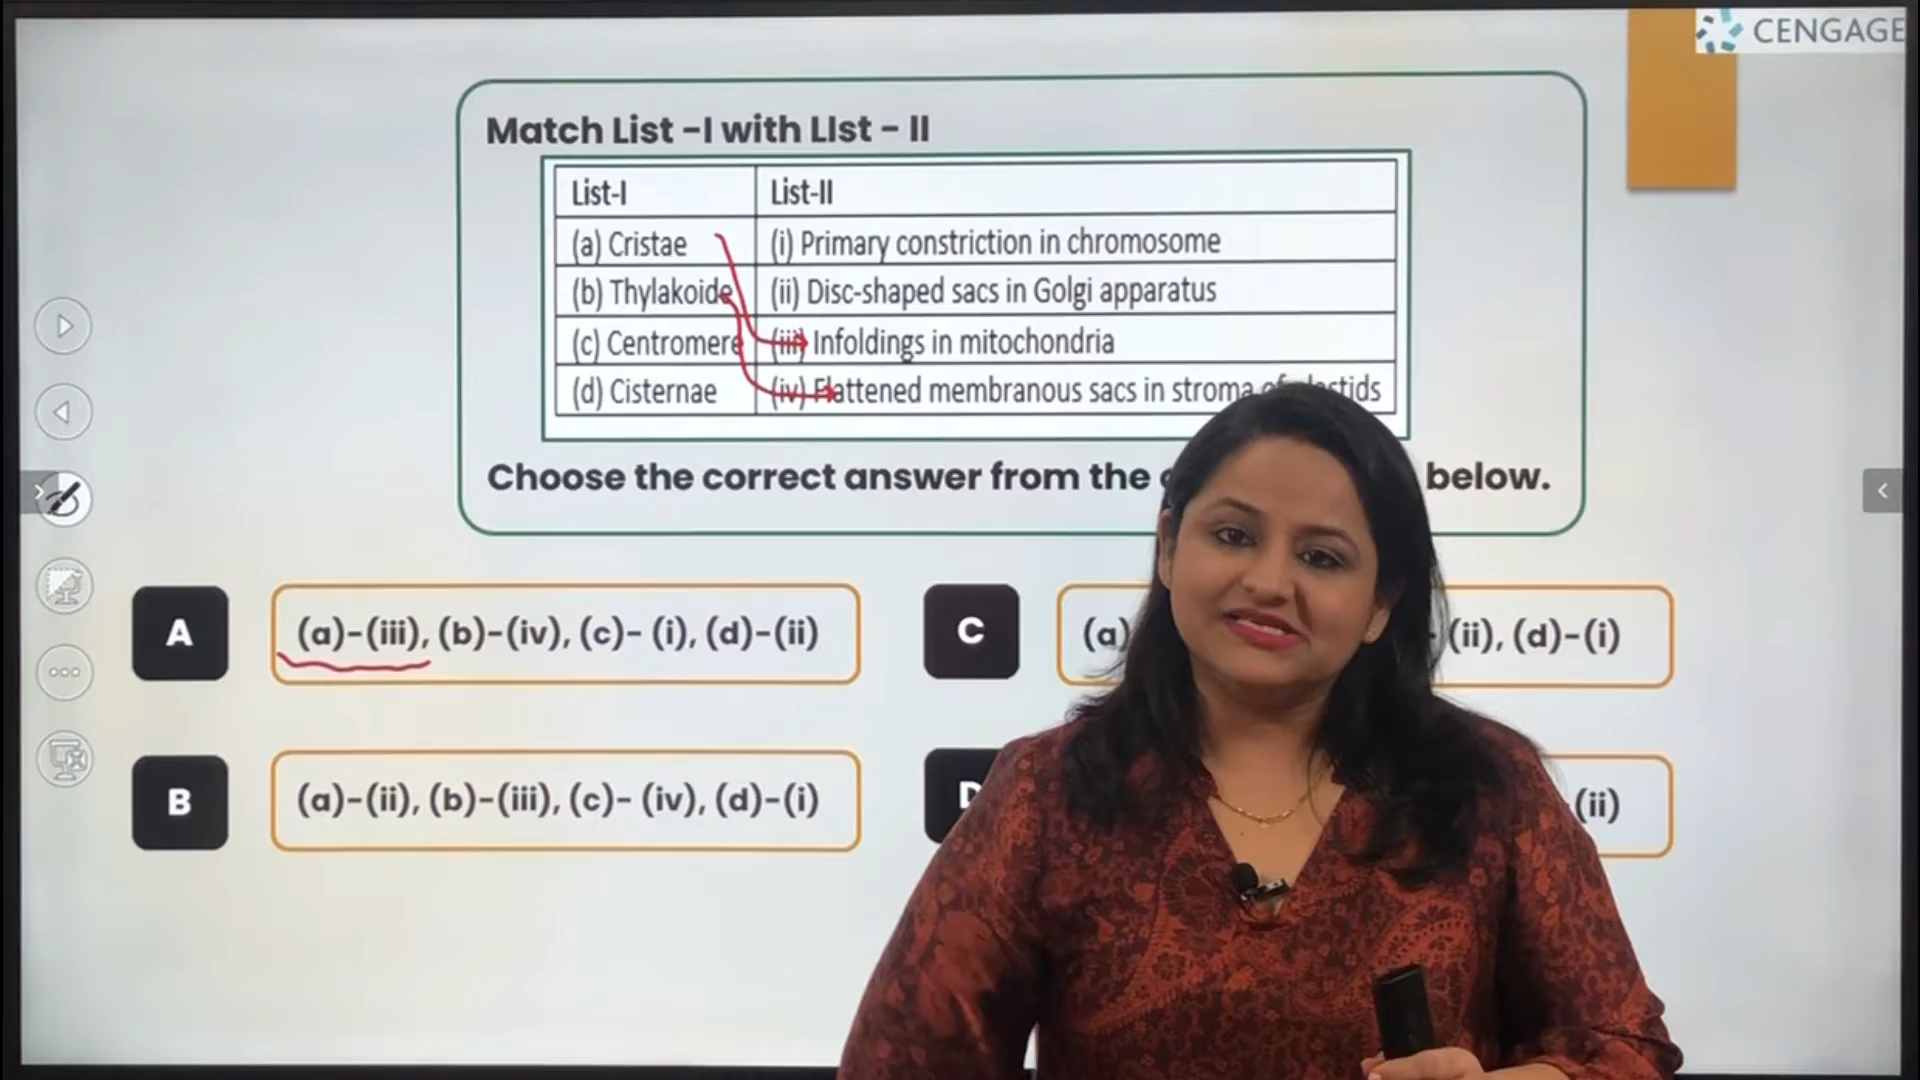 CENGAGE
Match List -I with LIst - II
List-I List-II
(a) Cristae (i) Primary constriction in chromosome
(b) Thylakoide (ii) Disc-shaped sacs in Golgi apparatus
(c) Centromere (iii) Infoldings in mitochondria
(d) Cisternae (iv) Flattened membranous sacs in stroma of
Choose the correct answer from the below.
A (a)-(iii), (b)-(iv), (c)- (i), (d)-(ii)
C (a) (ii), (d)-(i)
B (a)-(ii), (b)-(iii), (c)- (iv), (d)-(i)
D (ii)